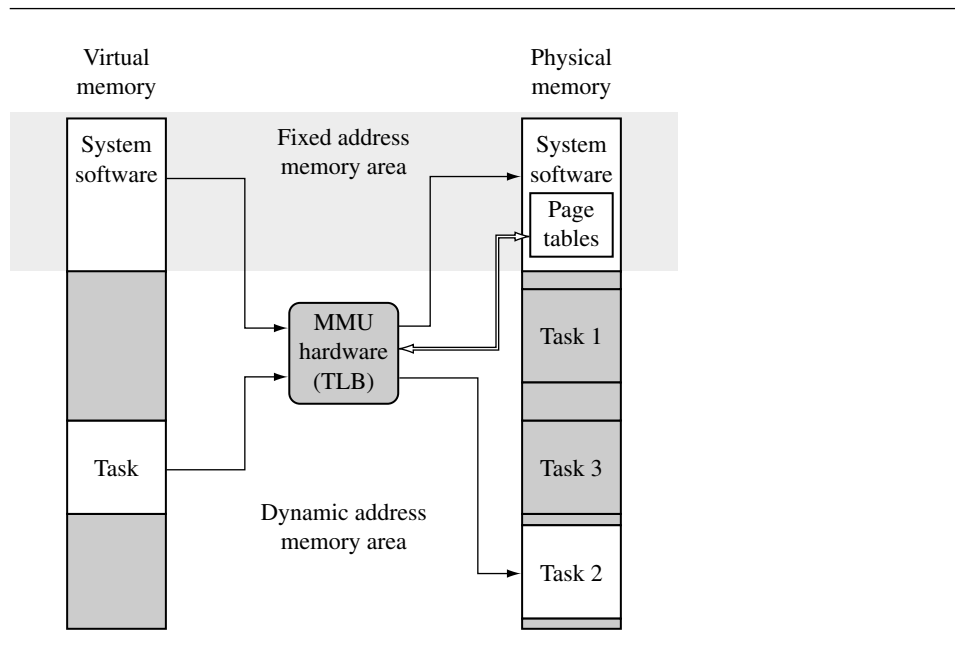 Virtual
memory
Physical
memory
System
software
Fixed address
memory area
System
software
Page
tables
MMU
hardware
(TLB)
Task 1
Task
Task 3
Dynamic address
memory area
Task 2